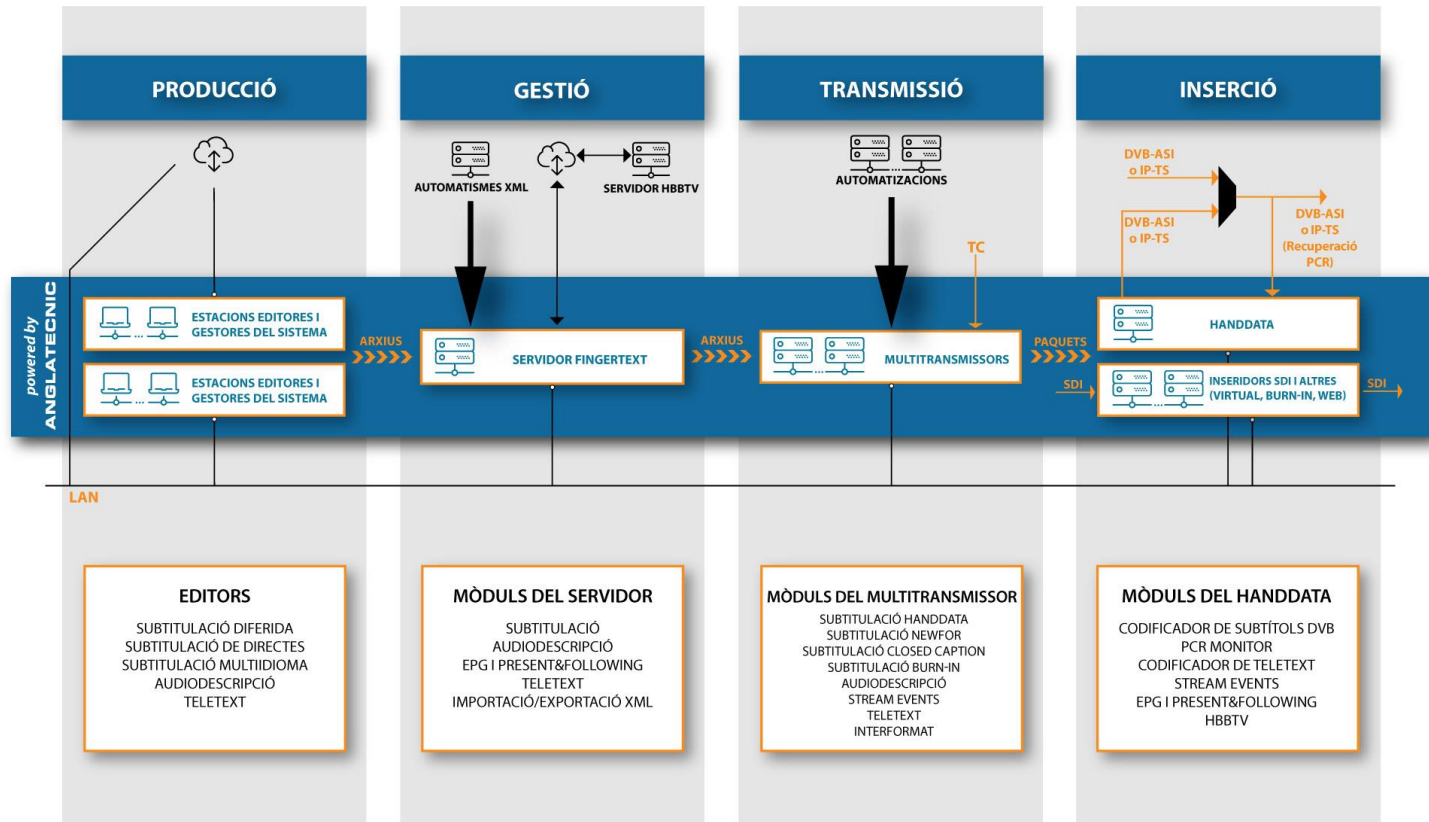 PRODUCCIÓ
GESTIÓ
TRANSMISSIÓ
INSERCIÓ
AUTOMATISMES XML
SERVIDOR HBBTV
AUTOMATIZACIONS
DVB-ASI
o IP-TS
DVB-ASI
o IP-TS
DVB-ASI
o IP-TS
(Recuperació
PCR)
TC
powered by
ANGLATECNIC
ESTACIONS EDITORES I
GESTORES DEL SISTEMA
ESTACIONS EDITORES I
GESTORES DEL SISTEMA
ARXIUS
SERVIDOR FINGERTEXT
ARXIUS
MULTITRANSMISSORS
PAQUETS
HANDDATA
SDI
INSERIDORS SDI I ALTRES
(VIRTUAL, BURN-IN, WEB)
SDI
LAN
EDITORS
SUBTITULACIÓ DIFERIDA
SUBTITULACIÓ DE DIRECTES
SUBTITULACIÓ MULTIIDIOMA
AUDIODESCRIPCIÓ
TELETEXT
MÒDULS DEL SERVIDOR
SUBTITULACIÓ
AUDIODESCRIPCIÓ
EPG I PRESENT&FOLLOWING
TELETEXT
IMPORTACIÓ/EXPORTACIÓ XML
MÒDULS DEL MULTITRANSMISSOR
SUBTITULACIÓ HANDDATA
SUBTITULACIÓ NEWFOR
SUBTITULACIÓ CLOSED CAPTION
SUBTITULACIÓ BURN-IN
AUDIODESCRIPCIÓ
STREAM EVENTS
TELETEXT
INTERFORMAT
MÒDULS DEL HANDDATA
CODIFICADOR DE SUBTÍTOLS DVB
PCR MONITOR
CODIFICADOR DE TELETEXT
STREAM EVENTS
EPG I PRESENT&FOLLOWING
HBBTV